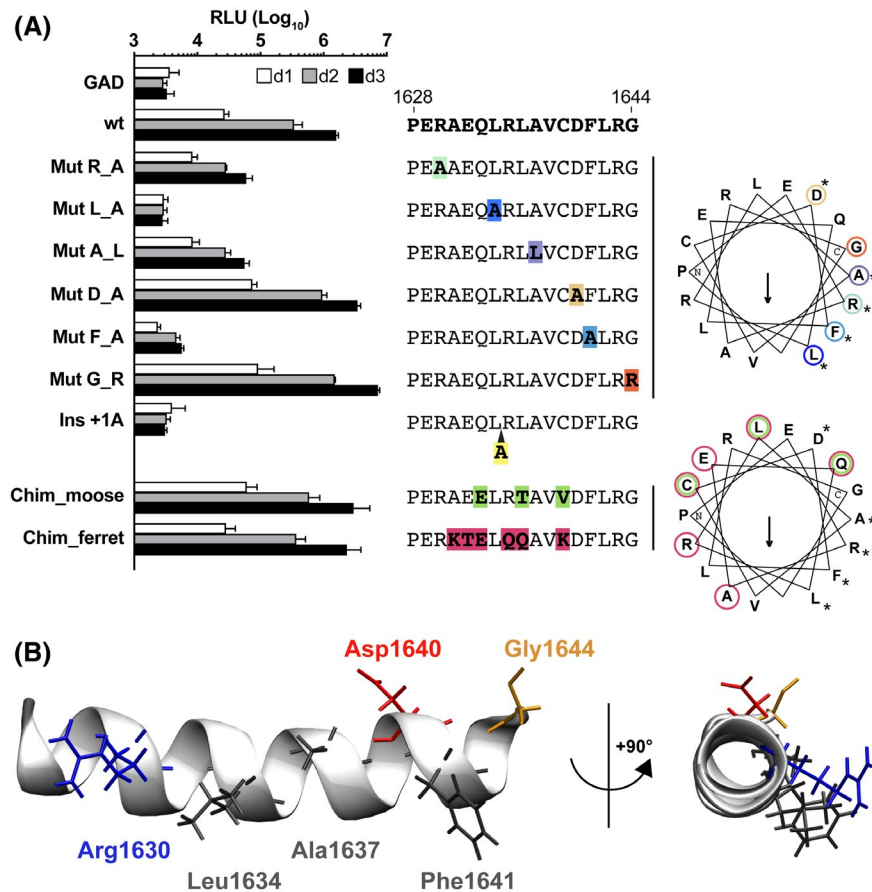 (A)
RLU (Log10)
3 4 5 6 7
d1 d2 d3
GAD
1628 1644
wt PERAEQLRLAVCDFLRG
Mut R_A PEAAEQLRLAVCDFLRG
Mut L_A PERAEQARLAVCDFLRG
Mut A_L PERAEQLRLLVCDFLRG
Mut D_A PERAEQLRLAVCAFLRG
Mut F_A PERAEQLRLAVCDALRG
Mut G_R PERAEQLRLAVCDFLRR
Ins +1A PERAEQLRLAVCDFLRG
A
Chim_moose PERAEELRTAVVDFLRG
Chim_ferret PERKTELQQAVKDFLRG
R L E D*
E Q
C C G
P N A*
R R*
L F*
A V L*
R L E D*
E Q
C C G
P N A*
R R*
L F*
A V L*
(B)
Asp1640 Gly1644
+90°
Arg1630 Ala1637
Leu1634 Phe1641